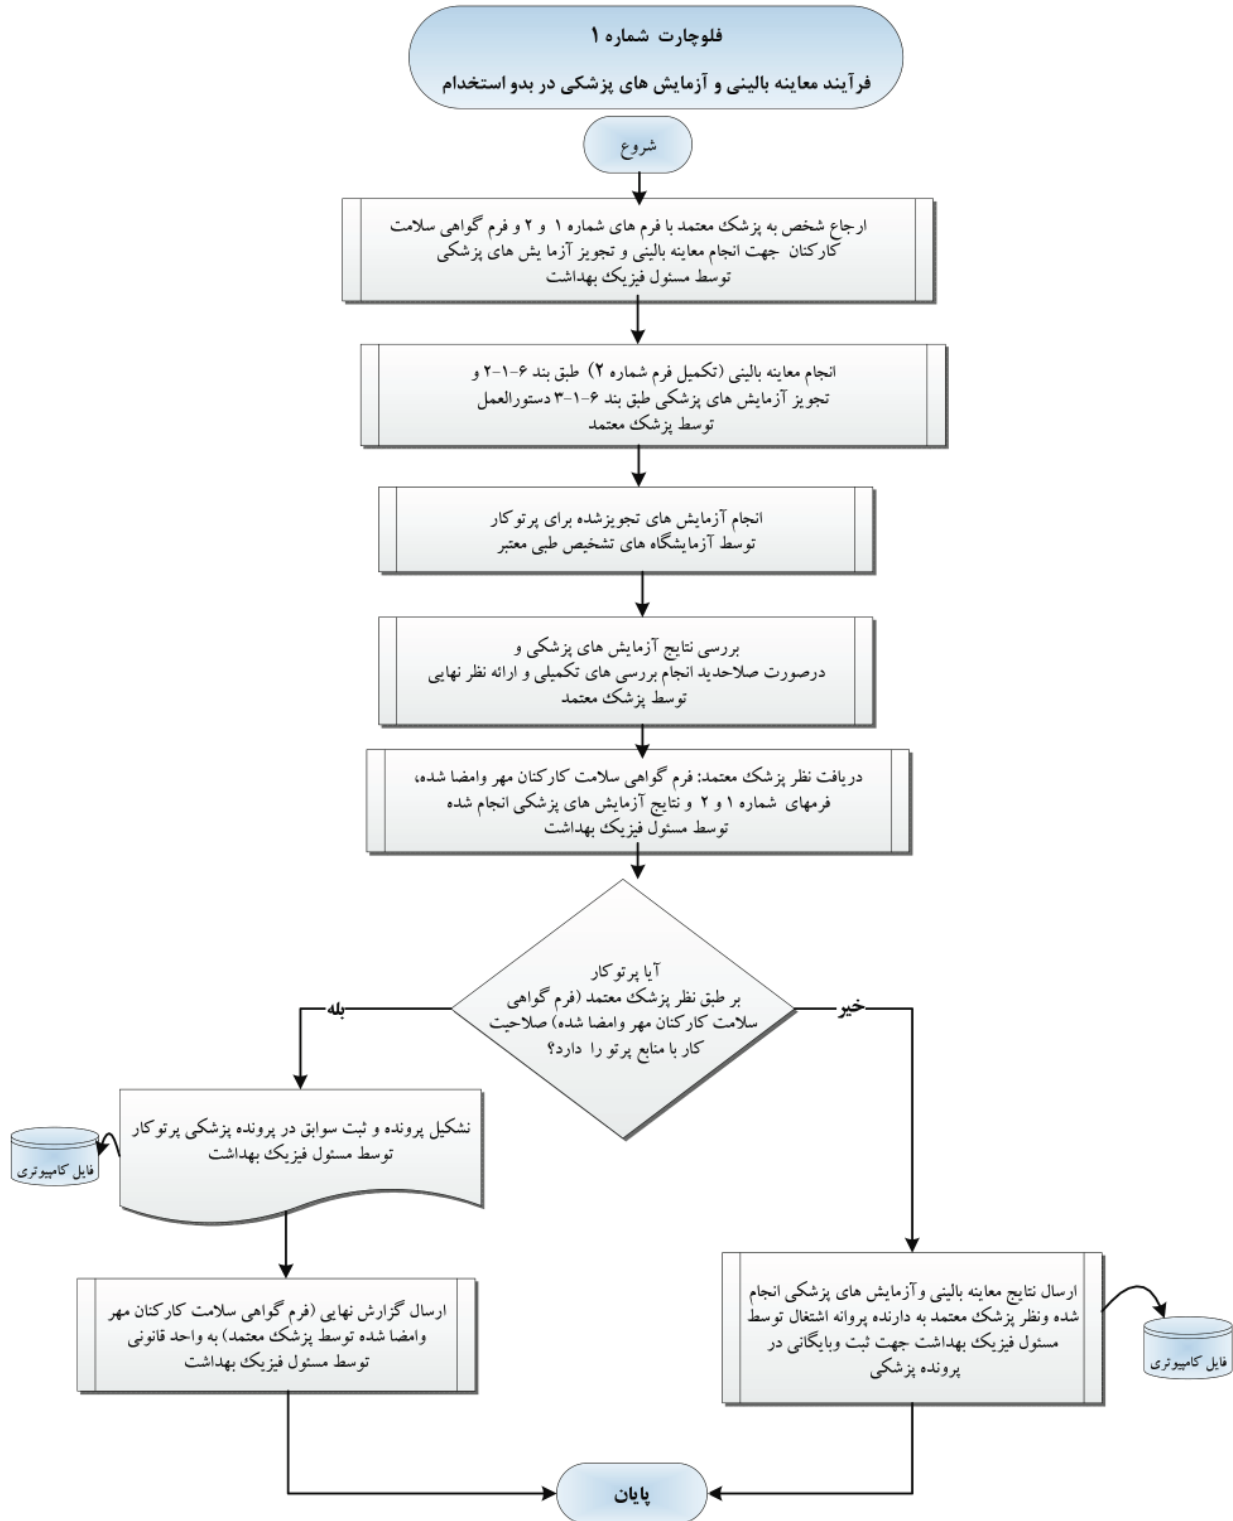 فلوچارت شماره ۱
فرآیند معاینه بالینی و آزمایش های پزشکی در بدو استخدام
شروع
ارجاع شخص به پزشک معتمد با فرم های شماره ۱ و ۲ و فرم گواهی سلامت
کارکنان جهت انجام معاینه بالینی و تجویز آزما یش های پزشکی
توسط مسئول فیزیک بهداشت
انجام معاینه بالینی (تکمیل فرم شماره ۲) طبق بند ۶-۱-۲ و
تجویز آزمایش های پزشکی طبق بند ۶-۱-۳ دستورالعمل
توسط پزشک معتمد
انجام آزمایش های تجویزشده برای پرتوکار
توسط آزمایشگاه های تشخیص طبی معتبر
بررسی نتایج آزمایش های پزشکی و
درصورت صلاحدید انجام بررسی های تکمیلی و ارائه نظر نهایی
توسط پزشک معتمد
دریافت نظر پزشک معتمد: فرم گواهی سلامت کارکنان مهر وامضا شده،
فرمهای شماره ۱ و ۲ و نتایج آزمایش های پزشکی انجام شده
توسط مسئول فیزیک بهداشت
آیا پرتوکار
بر طبق نظر پزشک معتمد (فرم گواهی
سلامت کارکنان مهر وامضا شده) صلاحیت
کار با منابع پرتو را دارد؟
خیر
بله
تشکیل پرونده و ثبت سوابق در پرونده پزشکی پرتوکار
توسط مسئول فیزیک بهداشت
فایل کامپیوتری
ارسال گزارش نهایی (فرم گواهی سلامت کارکنان مهر
وامضا شده توسط پزشک معتمد) به واحد قانونی
توسط مسئول فیزیک بهداشت
ارسال نتایج معاینه بالینی وآزمایش های پزشکی انجام
شده ونظر پزشک معتمد به دارنده پروانه اشتغال توسط
مسئول فیزیک بهداشت جهت ثبت وبایگانی در
پرونده پزشکی
فایل کامپیوتری
پایان